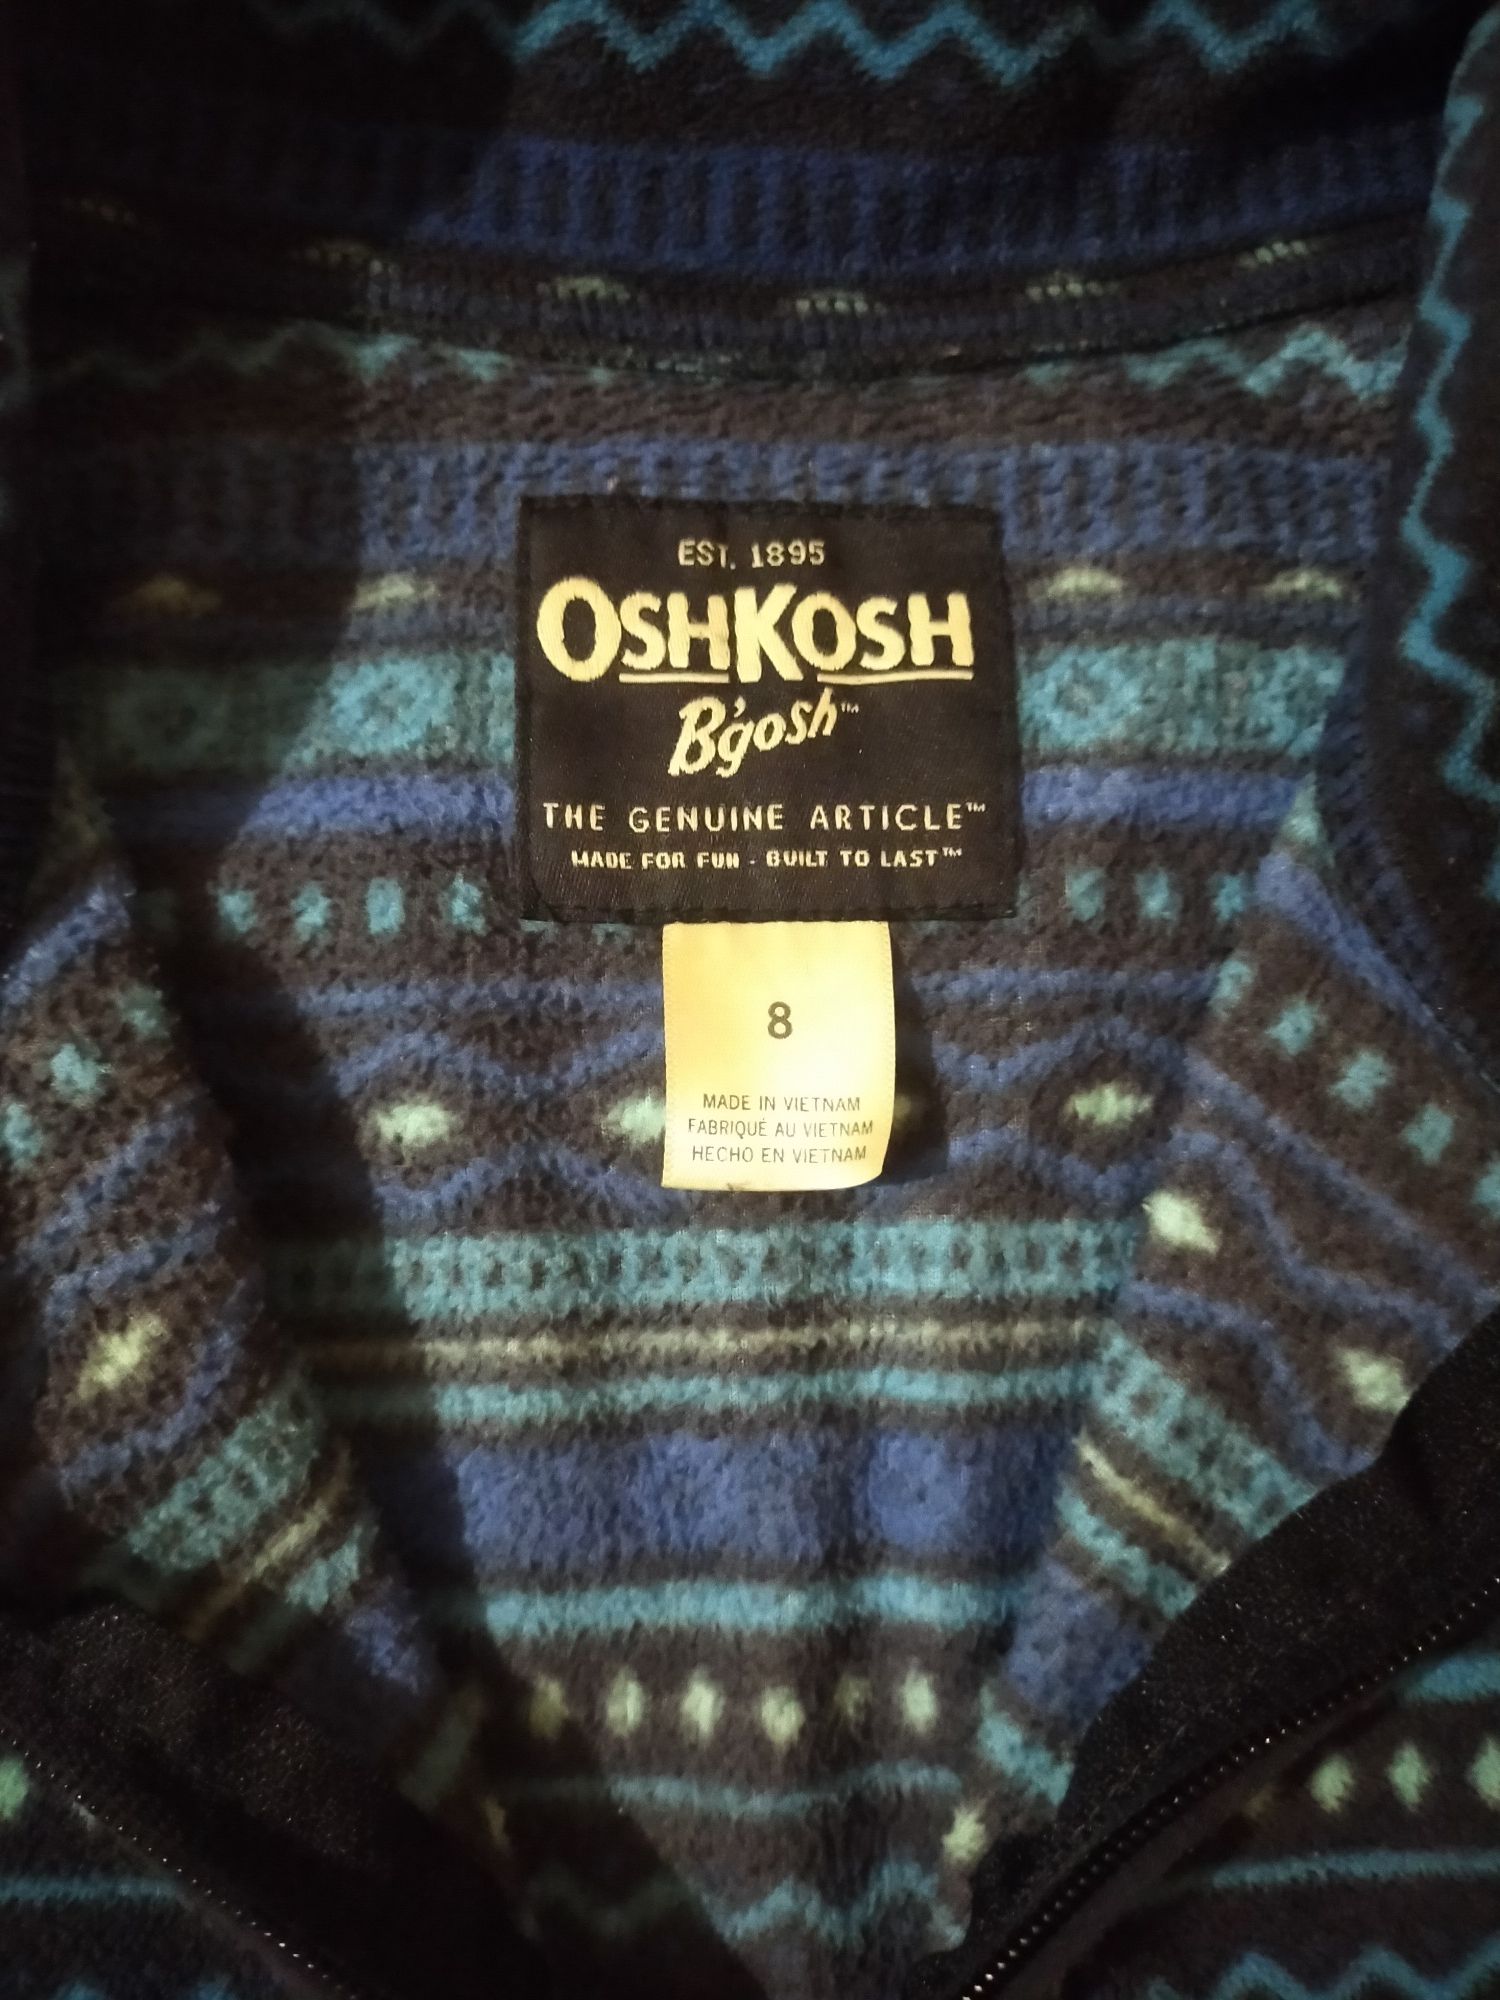 EST. 1895
OSHKOSH
B'gosh™
THE GENUINE ARTICLE™
MADE FOR FUN - BUILT TO LAST™
8
MADE IN VIETNAM
FABRIQUÉ AU VIETNAM
HECHO EN VIETNAM